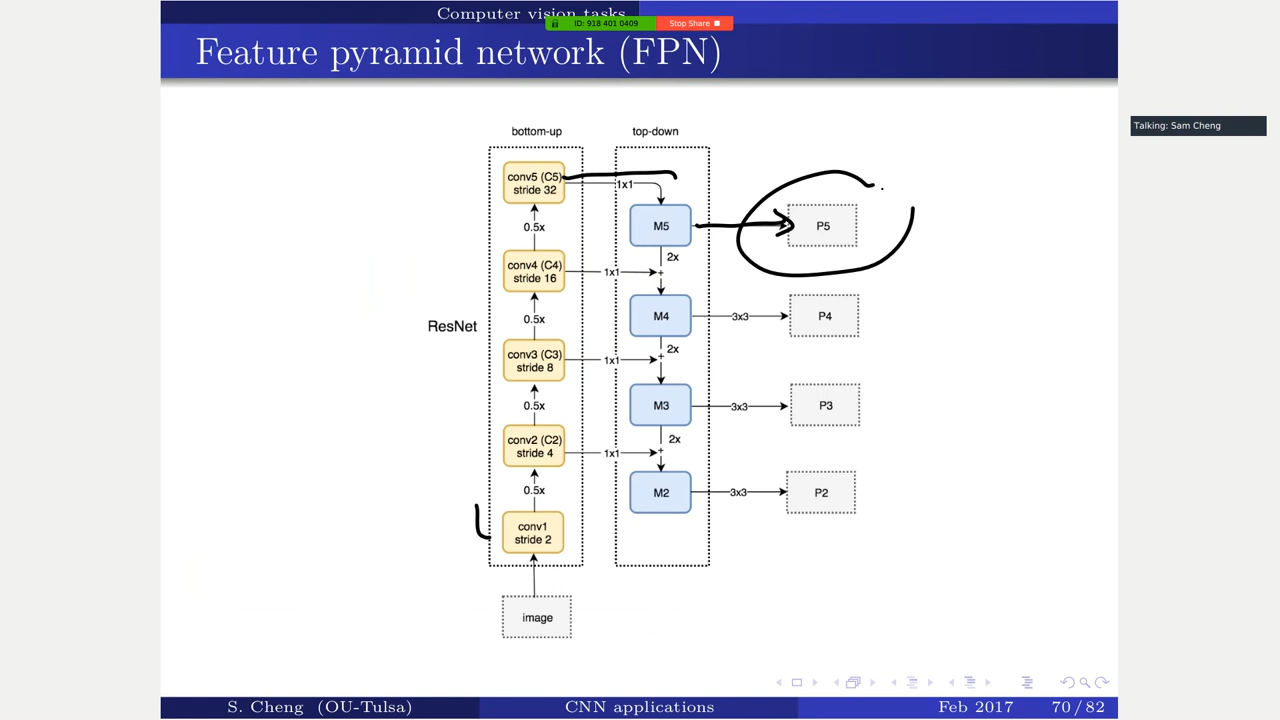 Computer vision tasks
ID: 918 401 0409
Stop Share
Feature pyramid network (FPN)
Talking: Sam Cheng
bottom-up
top-down
conv5 (C5)
stride 32
1x1
M5
P5
0.5x
2x
conv4 (C4)
stride 16
1x1
+
M4
3x3
P4
0.5x
2x
ResNet
conv3 (C3)
stride 8
1x1
+
M3
3x3
P3
0.5x
2x
conv2 (C2)
stride 4
1x1
+
M2
3x3
P2
0.5x
conv1
stride 2
image
S. Cheng (OU-Tulsa)
CNN applications
Feb 2017
70 / 82